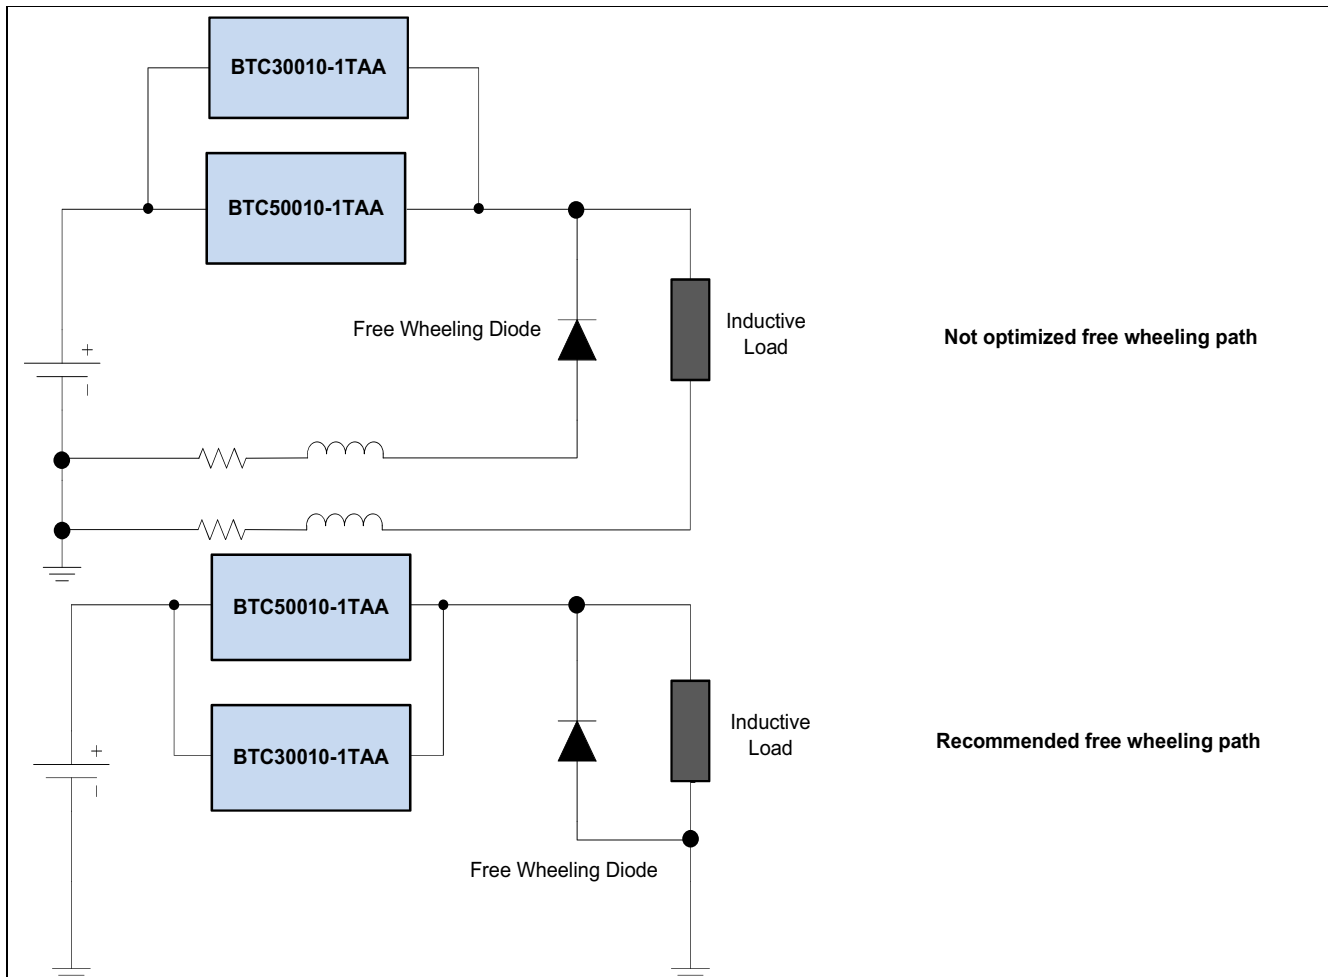 BTC30010-1TAA
BTC50010-1TAA
Free Wheeling Diode
Inductive
Load
Not optimized free wheeling path
+
–
BTC50010-1TAA
BTC30010-1TAA
Inductive
Load
Recommended free wheeling path
+
–
Free Wheeling Diode